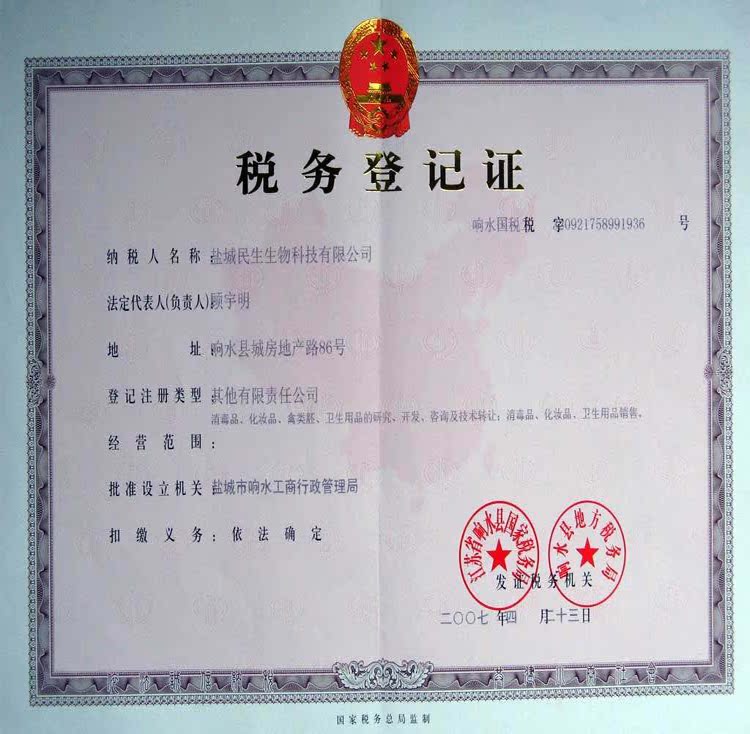 税务登记证
响水国税税 字0921758991936 号
纳税人名称：盐城民生生物科技有限公司
法定代表人(负责人)顾宇明
地址：响水县城房地产路86号
登记注册类型：其他有限责任公司
消毒品、化妆品、禽类胚、卫生用品的研究、开发、咨询及技术转让；消毒品、化妆品、卫生用品销售、
经营范围：
批准设立机关：盐城市响水工商行政管理局
扣缴义务：依法确定
江苏省响水县国家税务局
响水县地方税务局
发证税务机关
二〇〇七年四月二十三日
国家税务总局监制